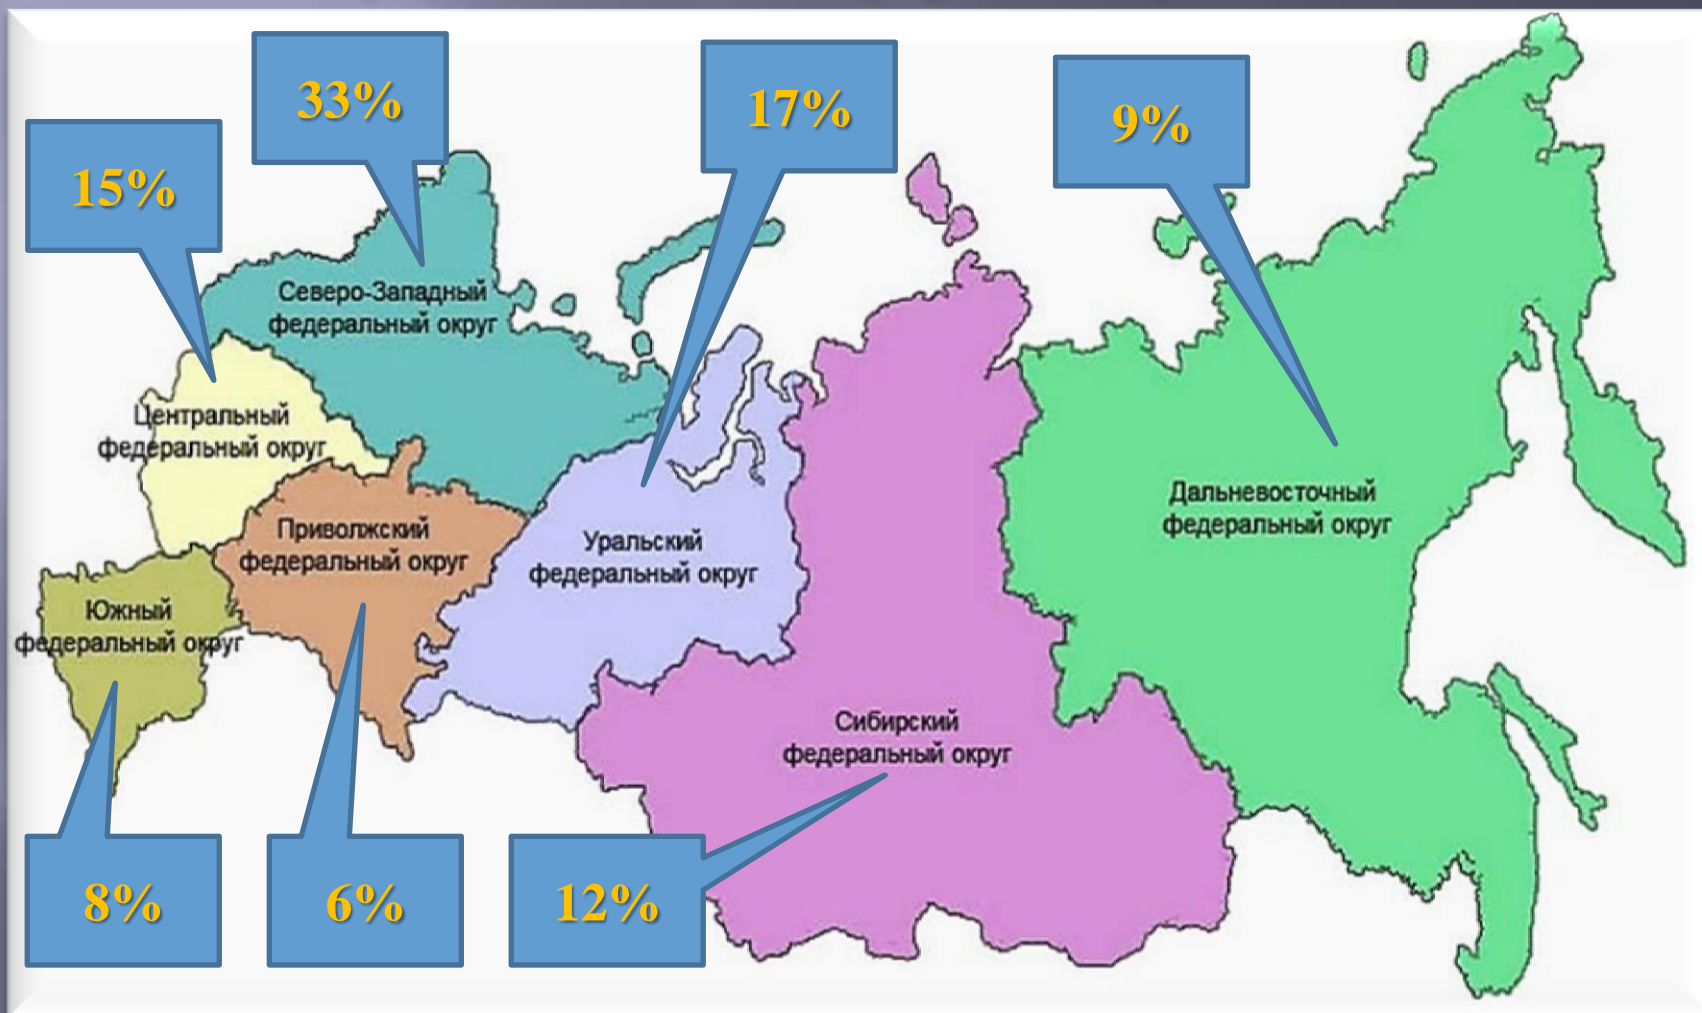 33%
17%
9%
15%
Северо-Западный
федеральный округ
Центральный
федеральный округ
Дальневосточный
федеральный округ
Приволжский
федеральный округ
Уральский
федеральный округ
Южный
федеральный округ
Сибирский
федеральный округ
8%
6%
12%